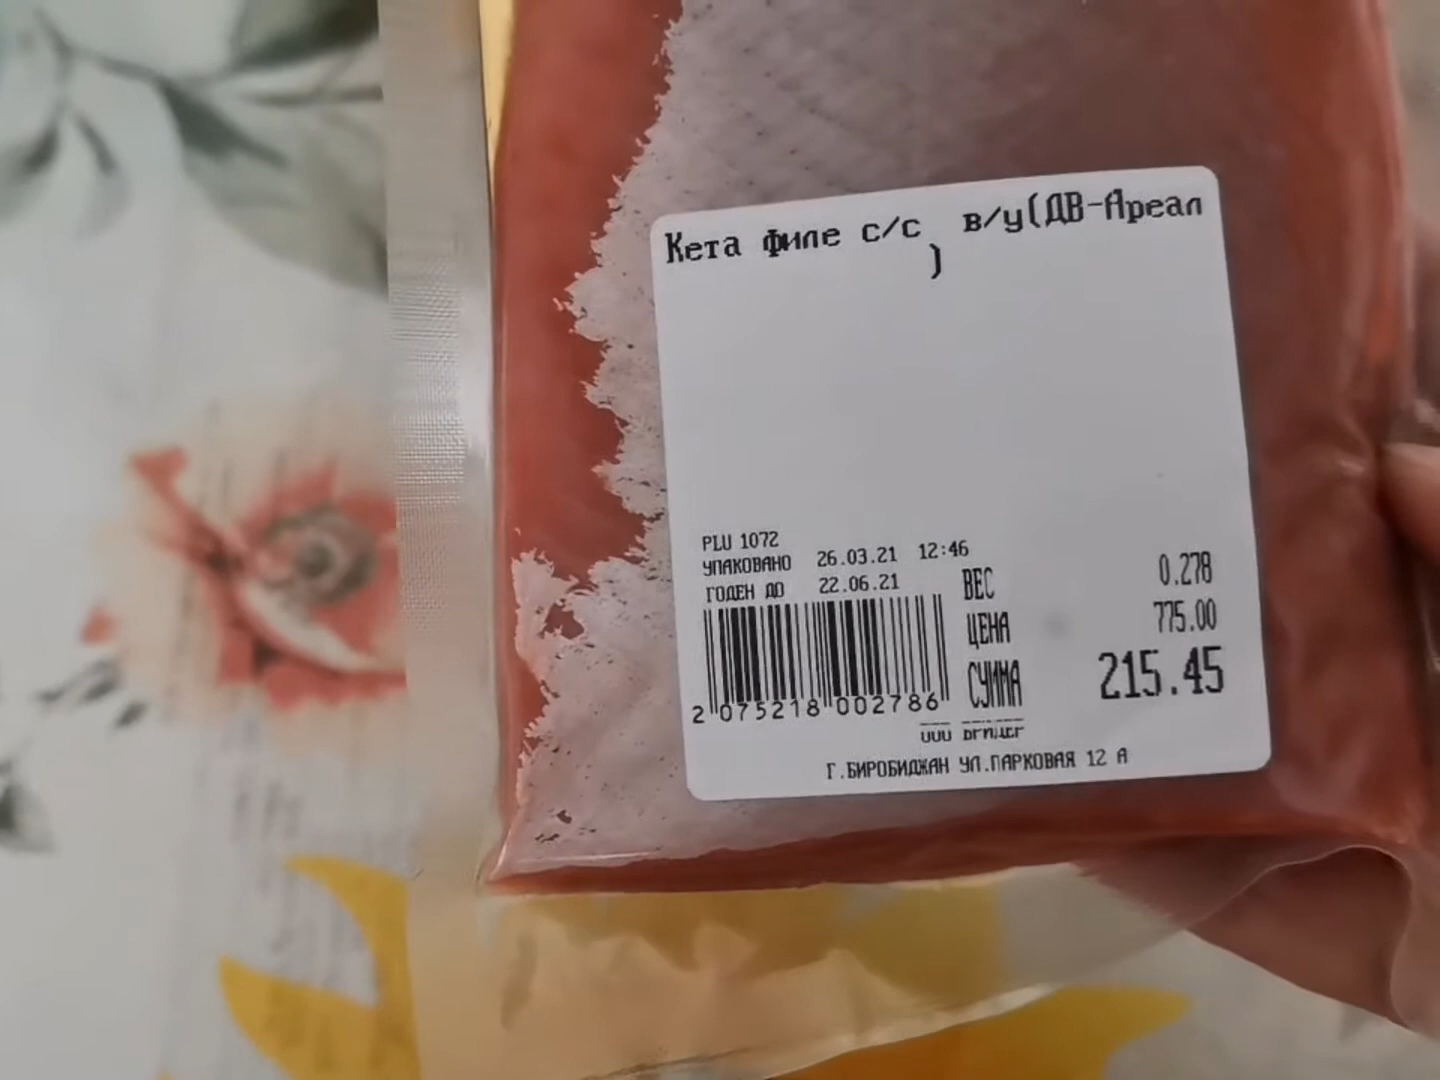 Кета филе с/с в/у(ДВ-Ареал
)
PLU 1072
УПАКОВАНО 26.03.21 12:46
ГОДЕН ДО 22.06.21
ВЕС 0.278
ЦЕНА 775.00
СУММА 215.45
2 075218 002786
ООО
Г.БИРОБИДЖАН УЛ.ПАРКОВАЯ 12 А